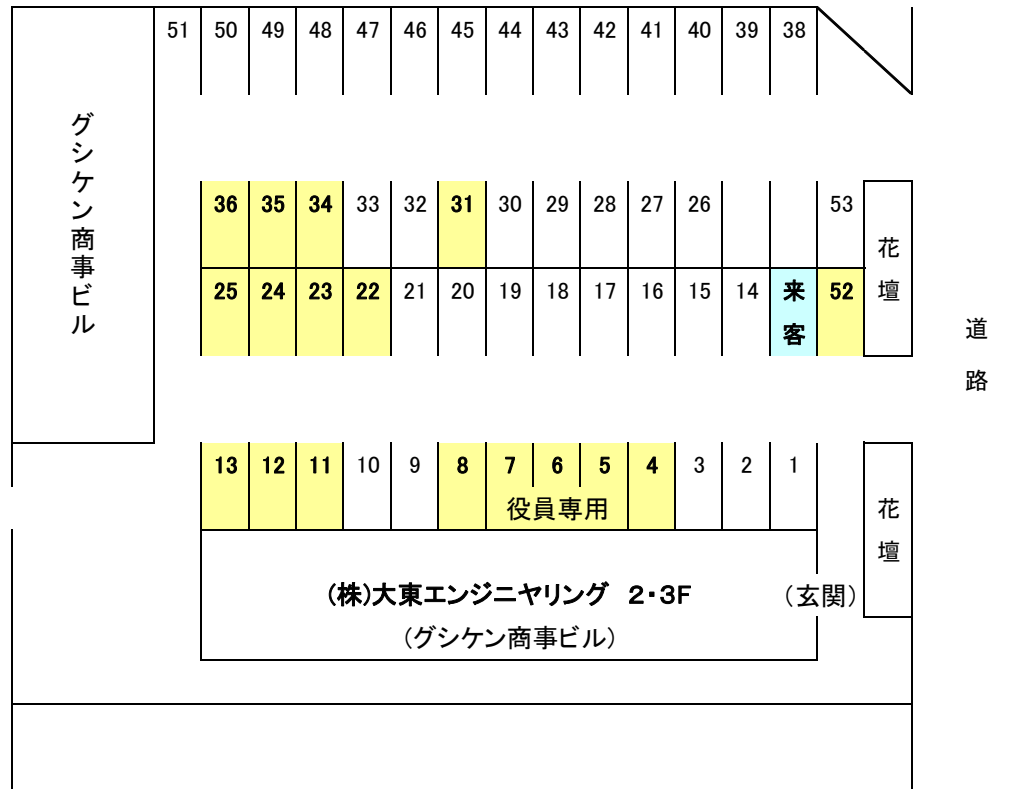 51 50 49 48 47 46 45 44 43 42 41 40 39 38
グシケン商事ビル
36 35 34 33 32 31 30 29 28 27 26 53
花壇
25 24 23 22 21 20 19 18 17 16 15 14 来客 52
道路
13 12 11 10 9 8 7 6 5 4 3 2 1
役員専用
花壇
(株)大東エンジニヤリング ２・３Ｆ
(玄関)
(グシケン商事ビル)